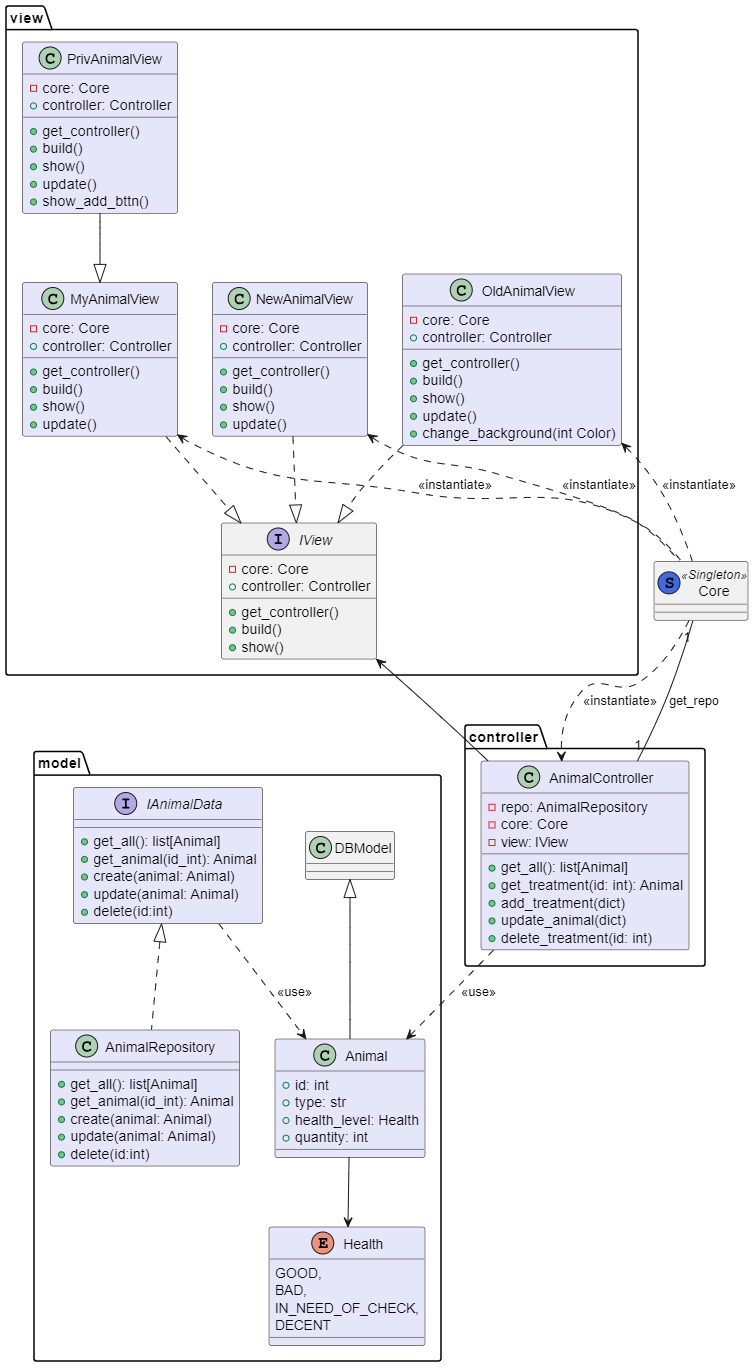 view
C PrivAnimalView
core: Core
controller: Controller
get_controller()
build()
show()
update()
show_add_bttn()
C MyAnimalView
core: Core
controller: Controller
get_controller()
build()
show()
update()
C NewAnimalView
core: Core
controller: Controller
get_controller()
build()
show()
update()
C OldAnimalView
core: Core
controller: Controller
get_controller()
build()
show()
update()
change_background(int Color)
«instantiate»
«instantiate»
«instantiate»
I IView
core: Core
controller: Controller
get_controller()
build()
show()
S «Singleton»
Core
1
«instantiate»
get_repo
1
controller
C AnimalController
repo: AnimalRepository
core: Core
view: IView
get_all(): list[Animal]
get_treatment(id: int): Animal
add_treatment(dict)
update_animal(dict)
delete_treatment(id: int)
model
I IAnimalData
get_all(): list[Animal]
get_animal(id_int): Animal
create(animal: Animal)
update(animal: Animal)
delete(id:int)
C DBModel
«use»
«use»
C AnimalRepository
get_all(): list[Animal]
get_animal(id_int): Animal
create(animal: Animal)
update(animal: Animal)
delete(id:int)
C Animal
id: int
type: str
health_level: Health
quantity: int
E Health
GOOD,
BAD,
IN_NEED_OF_CHECK,
DECENT